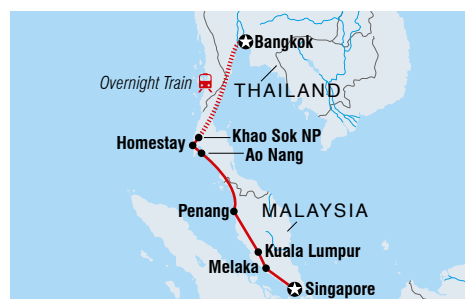 Bangkok
Overnight Train
THAILAND
Khao Sok NP
Homestay
Ao Nang
Penang
MALAYSIA
Kuala Lumpur
Melaka
Singapore